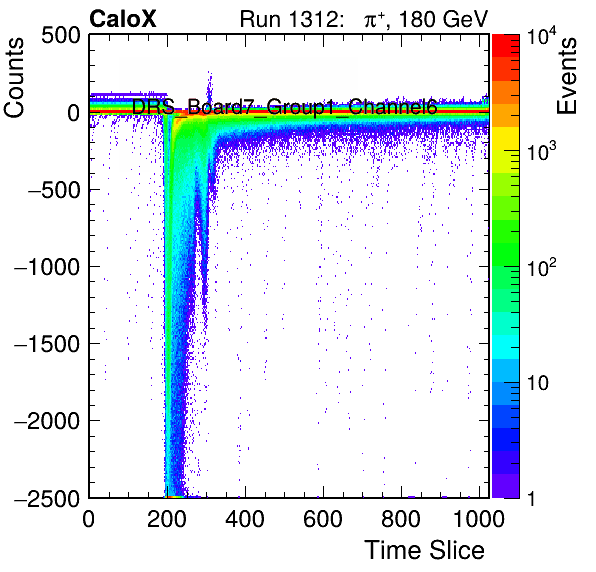 CaloX Run 1312: π⁺, 180 GeV
Counts
Events
DRS_Board7_Group1_Channel6
500
0
−500
−1000
−1500
−2000
−2500
0 200 400 600 800 1000
Time Slice
10⁴
10³
10²
10
1